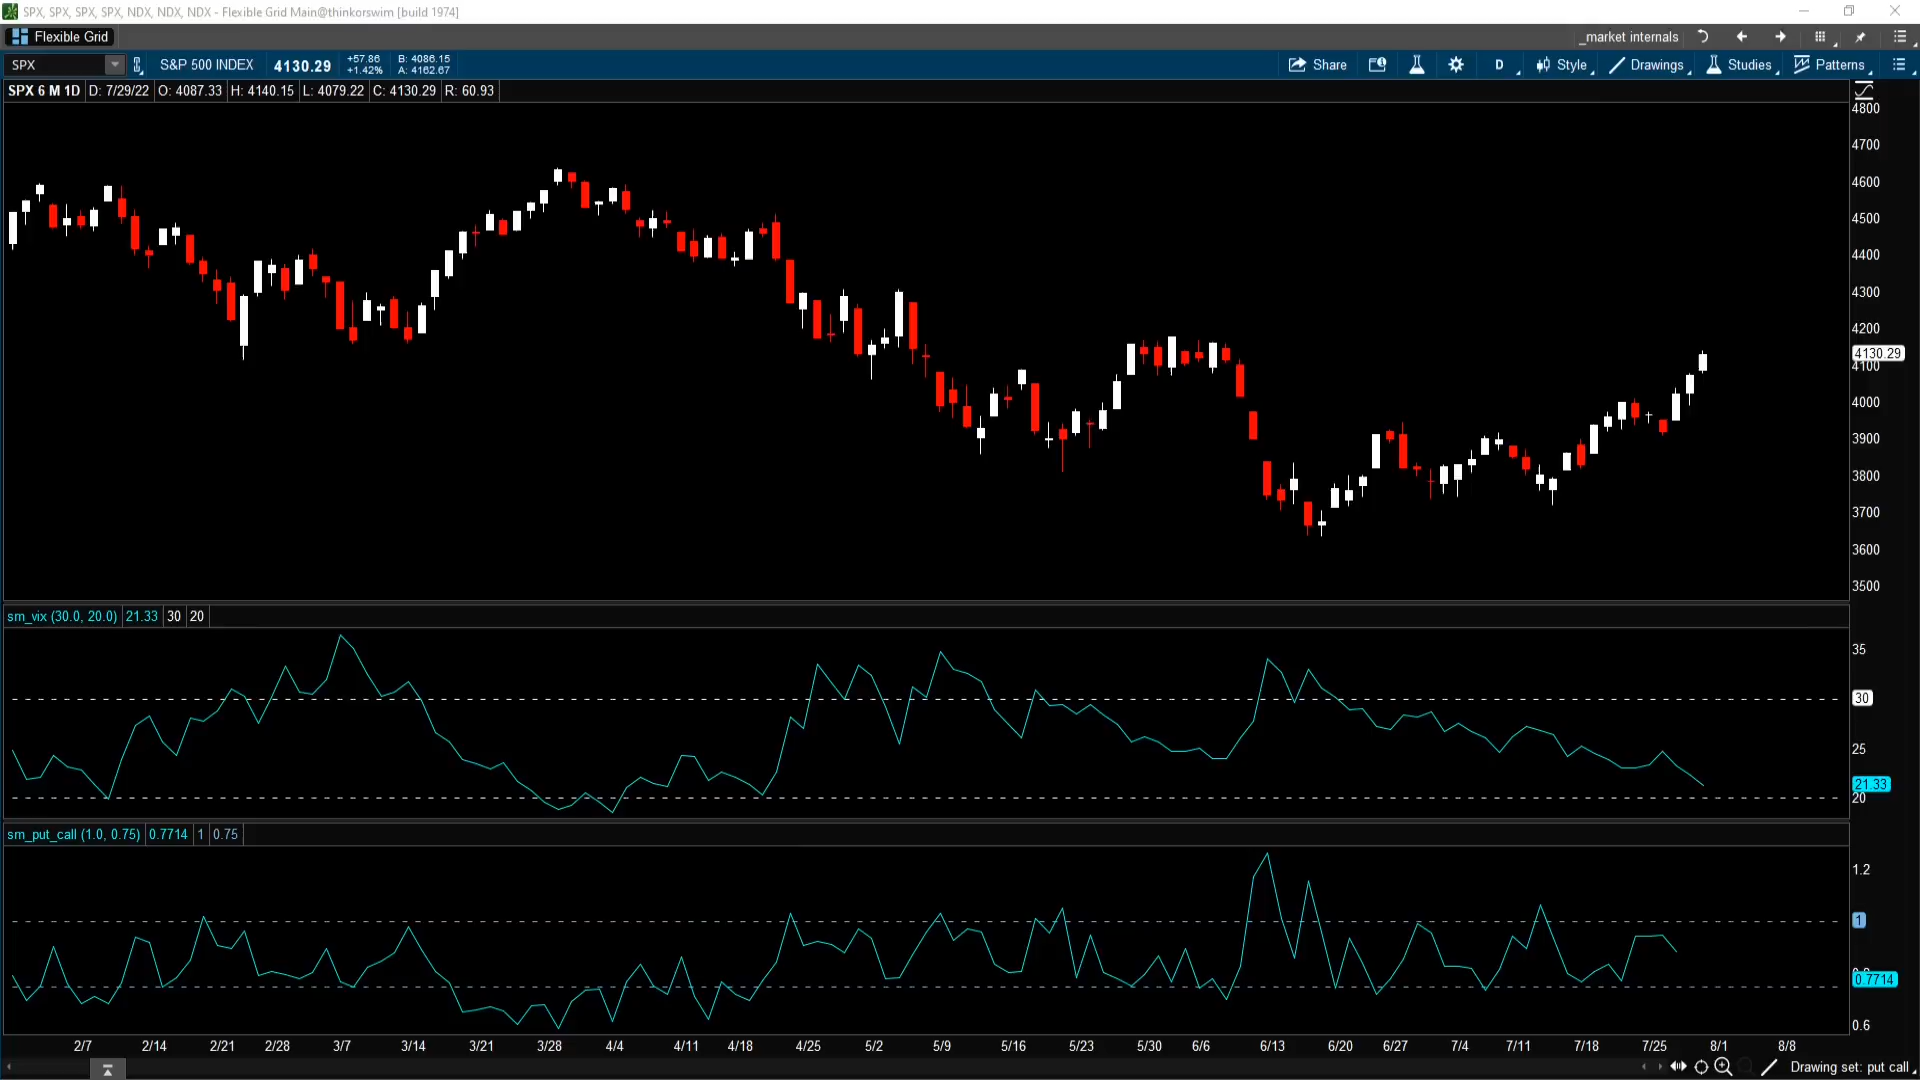 SPX, SPX, SPX, SPX, NDX, NDX, NDX - Flexible Grid Main@thinkorswim [build 1974]
Flexible Grid
_market internals
SPX
S&P 500 INDEX
4130.29
+57.86
+1.42%
B: 4086.15
A: 4162.67
Share
D
Style
Drawings
Studies
Patterns
SPX 6 M 1D D: 7/29/22 O: 4087.33 H: 4140.15 L: 4079.22 C: 4130.29 R: 60.93
4800
4700
4600
4500
4400
4300
4200
4130.29
4100
4000
3900
3800
3700
3600
3500
sm_vix (30.0, 20.0) 21.33 30 20
35
30
25
21.33
20
sm_put_call (1.0, 0.75) 0.7714 1 0.75
1.2
1
0.7714
0.6
2/7 2/14 2/21 2/28 3/7 3/14 3/21 3/28 4/4 4/11 4/18 4/25 5/2 5/9 5/16 5/23 5/30 6/6 6/13 6/20 6/27 7/4 7/11 7/18 7/25 8/1 8/8
Drawing set: put call